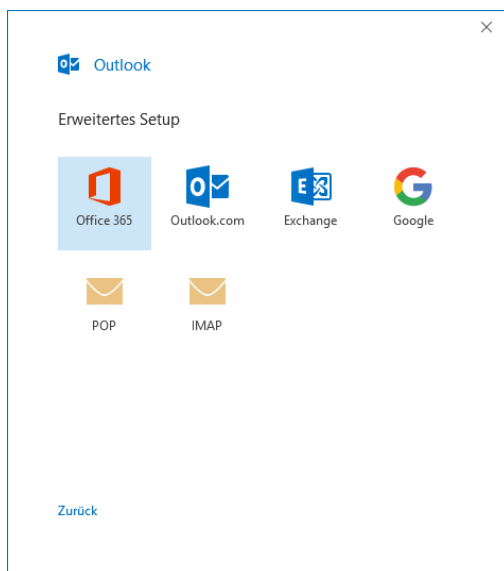 Outlook
Erweitertes Setup
Office 365
Outlook.com
Exchange
Google
POP
IMAP
Zurück